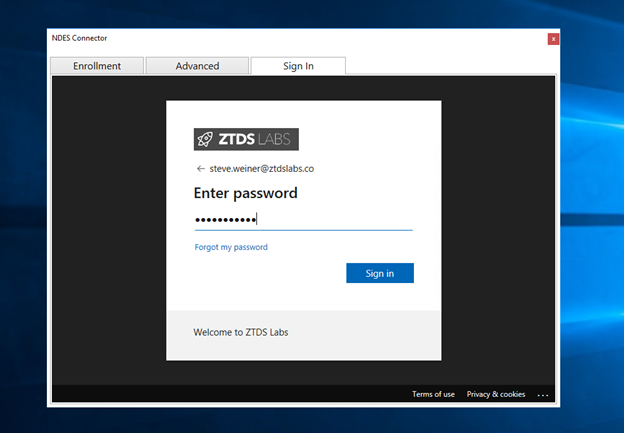 NDES Connector
x
Enrollment
Advanced
Sign In
ZTDS LABS
← steve.weiner@ztdslabs.co
Enter password
●●●●●●●●●●●
Forgot my password
Sign in
Welcome to ZTDS Labs
Terms of use
Privacy & cookies
...